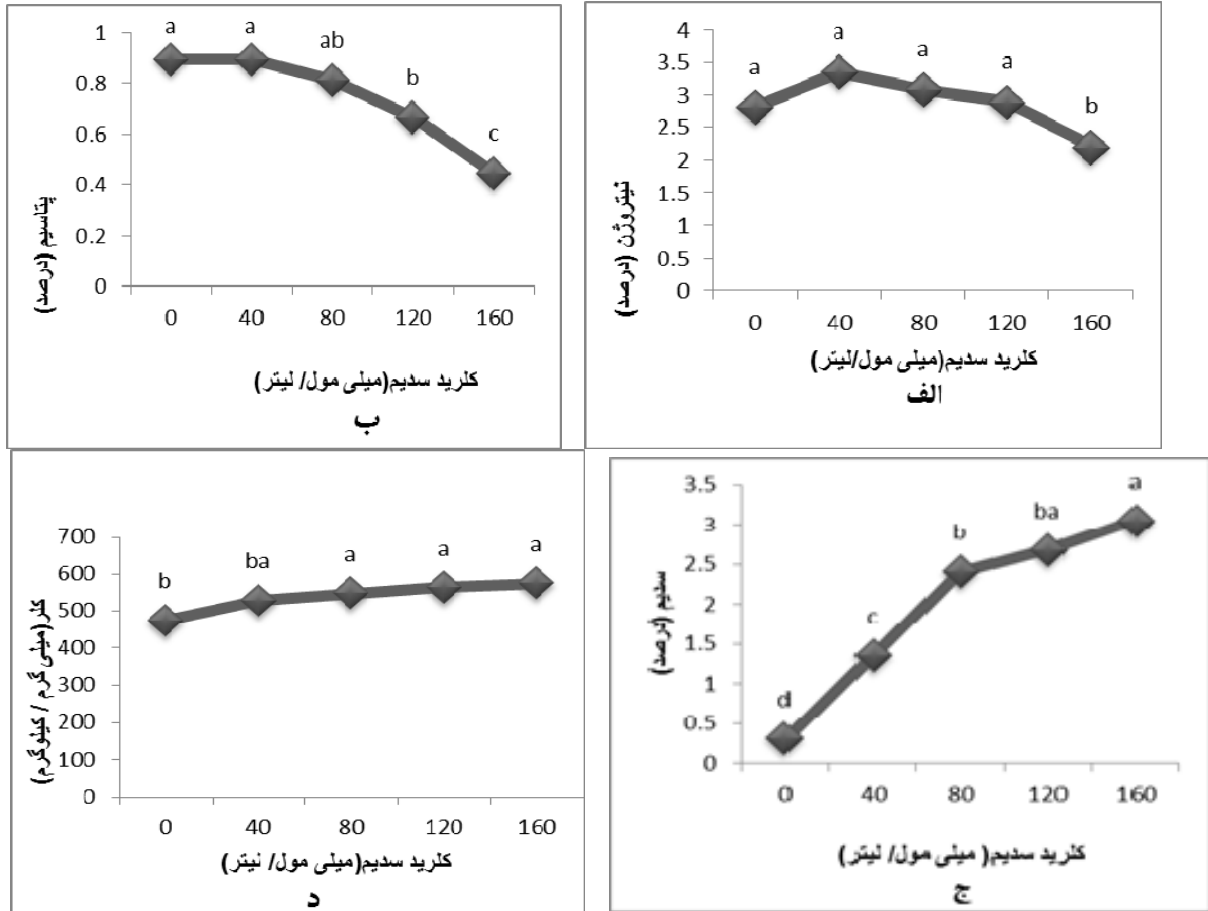 4
3.5
3
2.5
2
1.5
1
0.5
0
a
a
a
a
b
0 40 80 120 160
نیتروژن (درصد)
کلرید سدیم(میلی مول/لیتر)
الف
1
0.8
0.6
0.4
0.2
0
a
a
ab
b
c
0 40 80 120 160
پتاسیم (درصد)
کلرید سدیم(میلی مول/ لیتر)
ب
3.5
3
2.5
2
1.5
1
0.5
0
d
c
b
ba
a
0 40 80 120 160
سدیم (درصد)
کلرید سدیم( میلی مول/ لیتر)
ج
700
600
500
400
300
200
100
0
b
ba
a
a
a
0 40 80 120 160
کلر(میلی گرم / کیلوگرم)
کلرید سدیم(میلی مول/ لیتر)
د